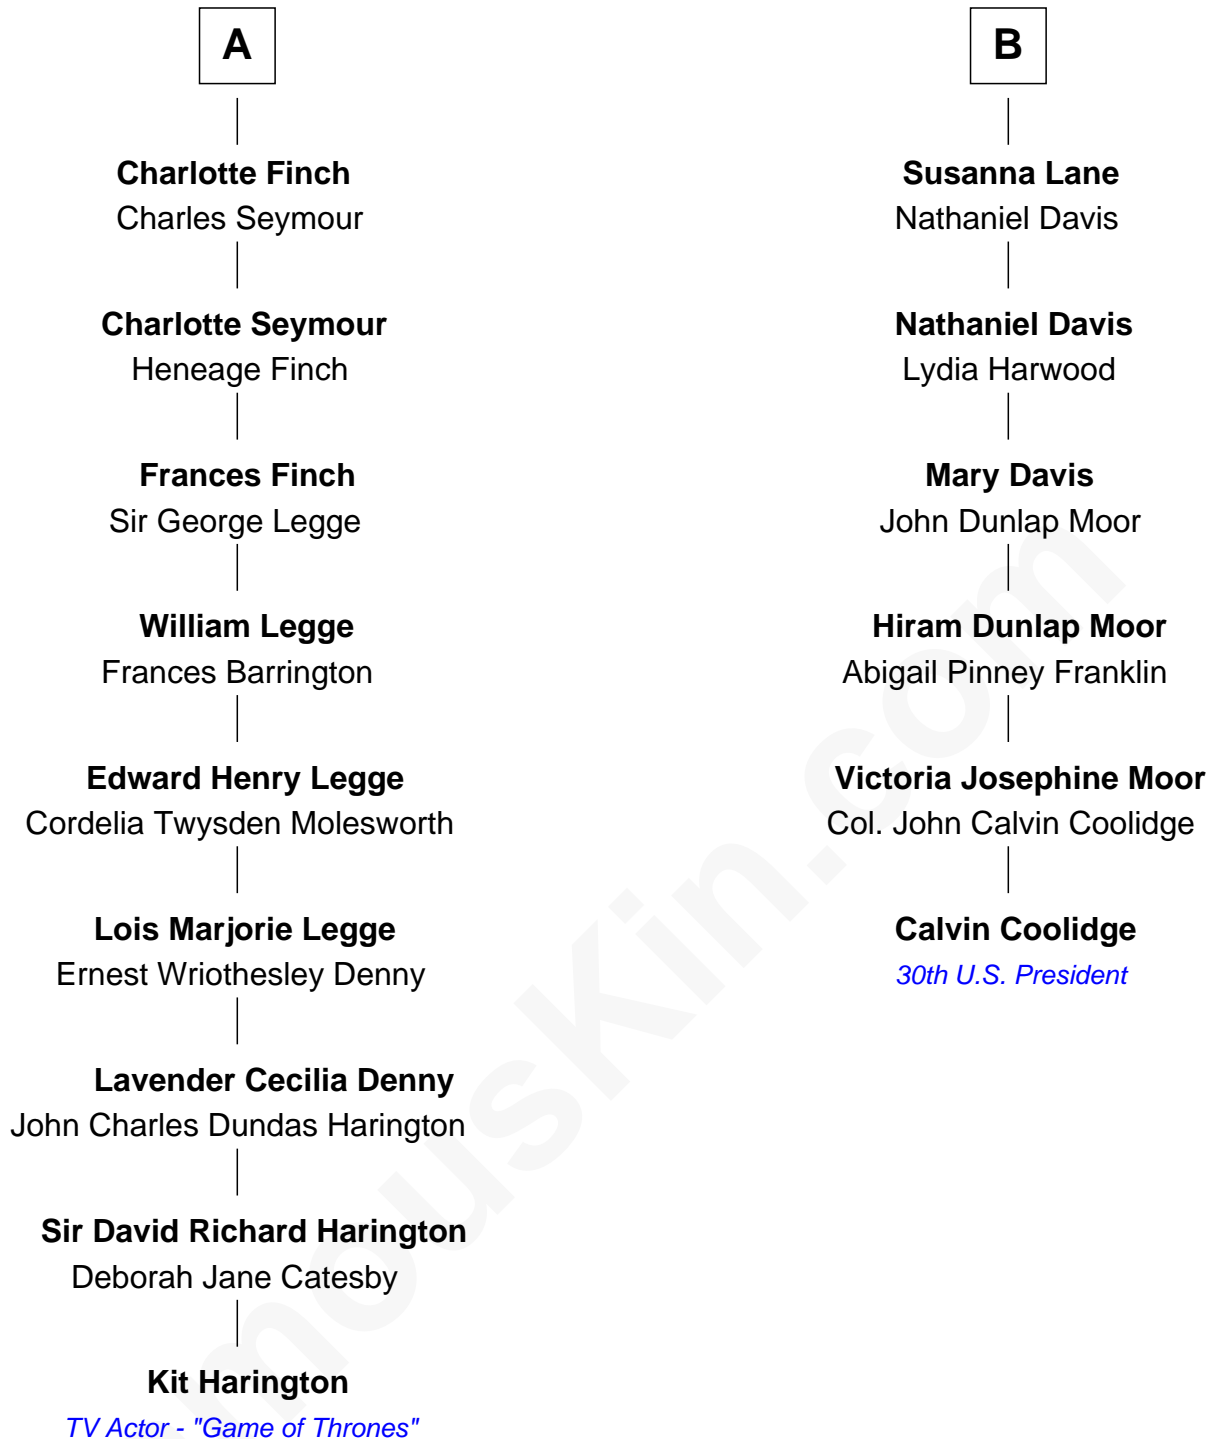 A
Charlotte Finch
Charles Seymour
Charlotte Seymour
Heneage Finch
Frances Finch
Sir George Legge
William Legge
Frances Barrington
Edward Henry Legge
Cordelia Twysden Molesworth
Lois Marjorie Legge
Ernest Wriothesley Denny
Lavender Cecilia Denny
John Charles Dundas Harington
Sir David Richard Harington
Deborah Jane Catesby
Kit Harington
TV Actor - "Game of Thrones"
B
Susanna Lane
Nathaniel Davis
Nathaniel Davis
Lydia Harwood
Mary Davis
John Dunlap Moor
Hiram Dunlap Moor
Abigail Pinney Franklin
Victoria Josephine Moor
Col. John Calvin Coolidge
Calvin Coolidge
30th U.S. President
mouskin.com